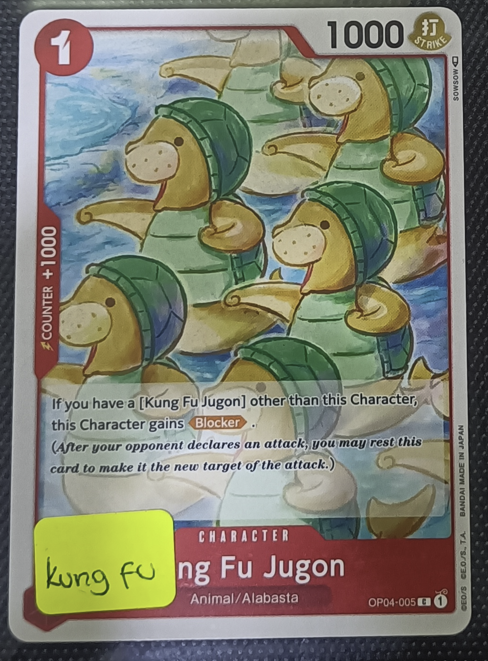 1
1000
打
STRIKE
SOWSOW
COUNTER +1000
If you have a [Kung Fu Jugon] other than this Character,
this Character gains Blocker .
(After your opponent declares an attack, you may rest this
card to make it the new target of the attack.)
CHARACTER
ng Fu Jugon
kung fu
Animal/Alabasta
OP04-005 C 1
©E.O/S ©E.O./S., T.A. BANDAI MADE IN JAPAN